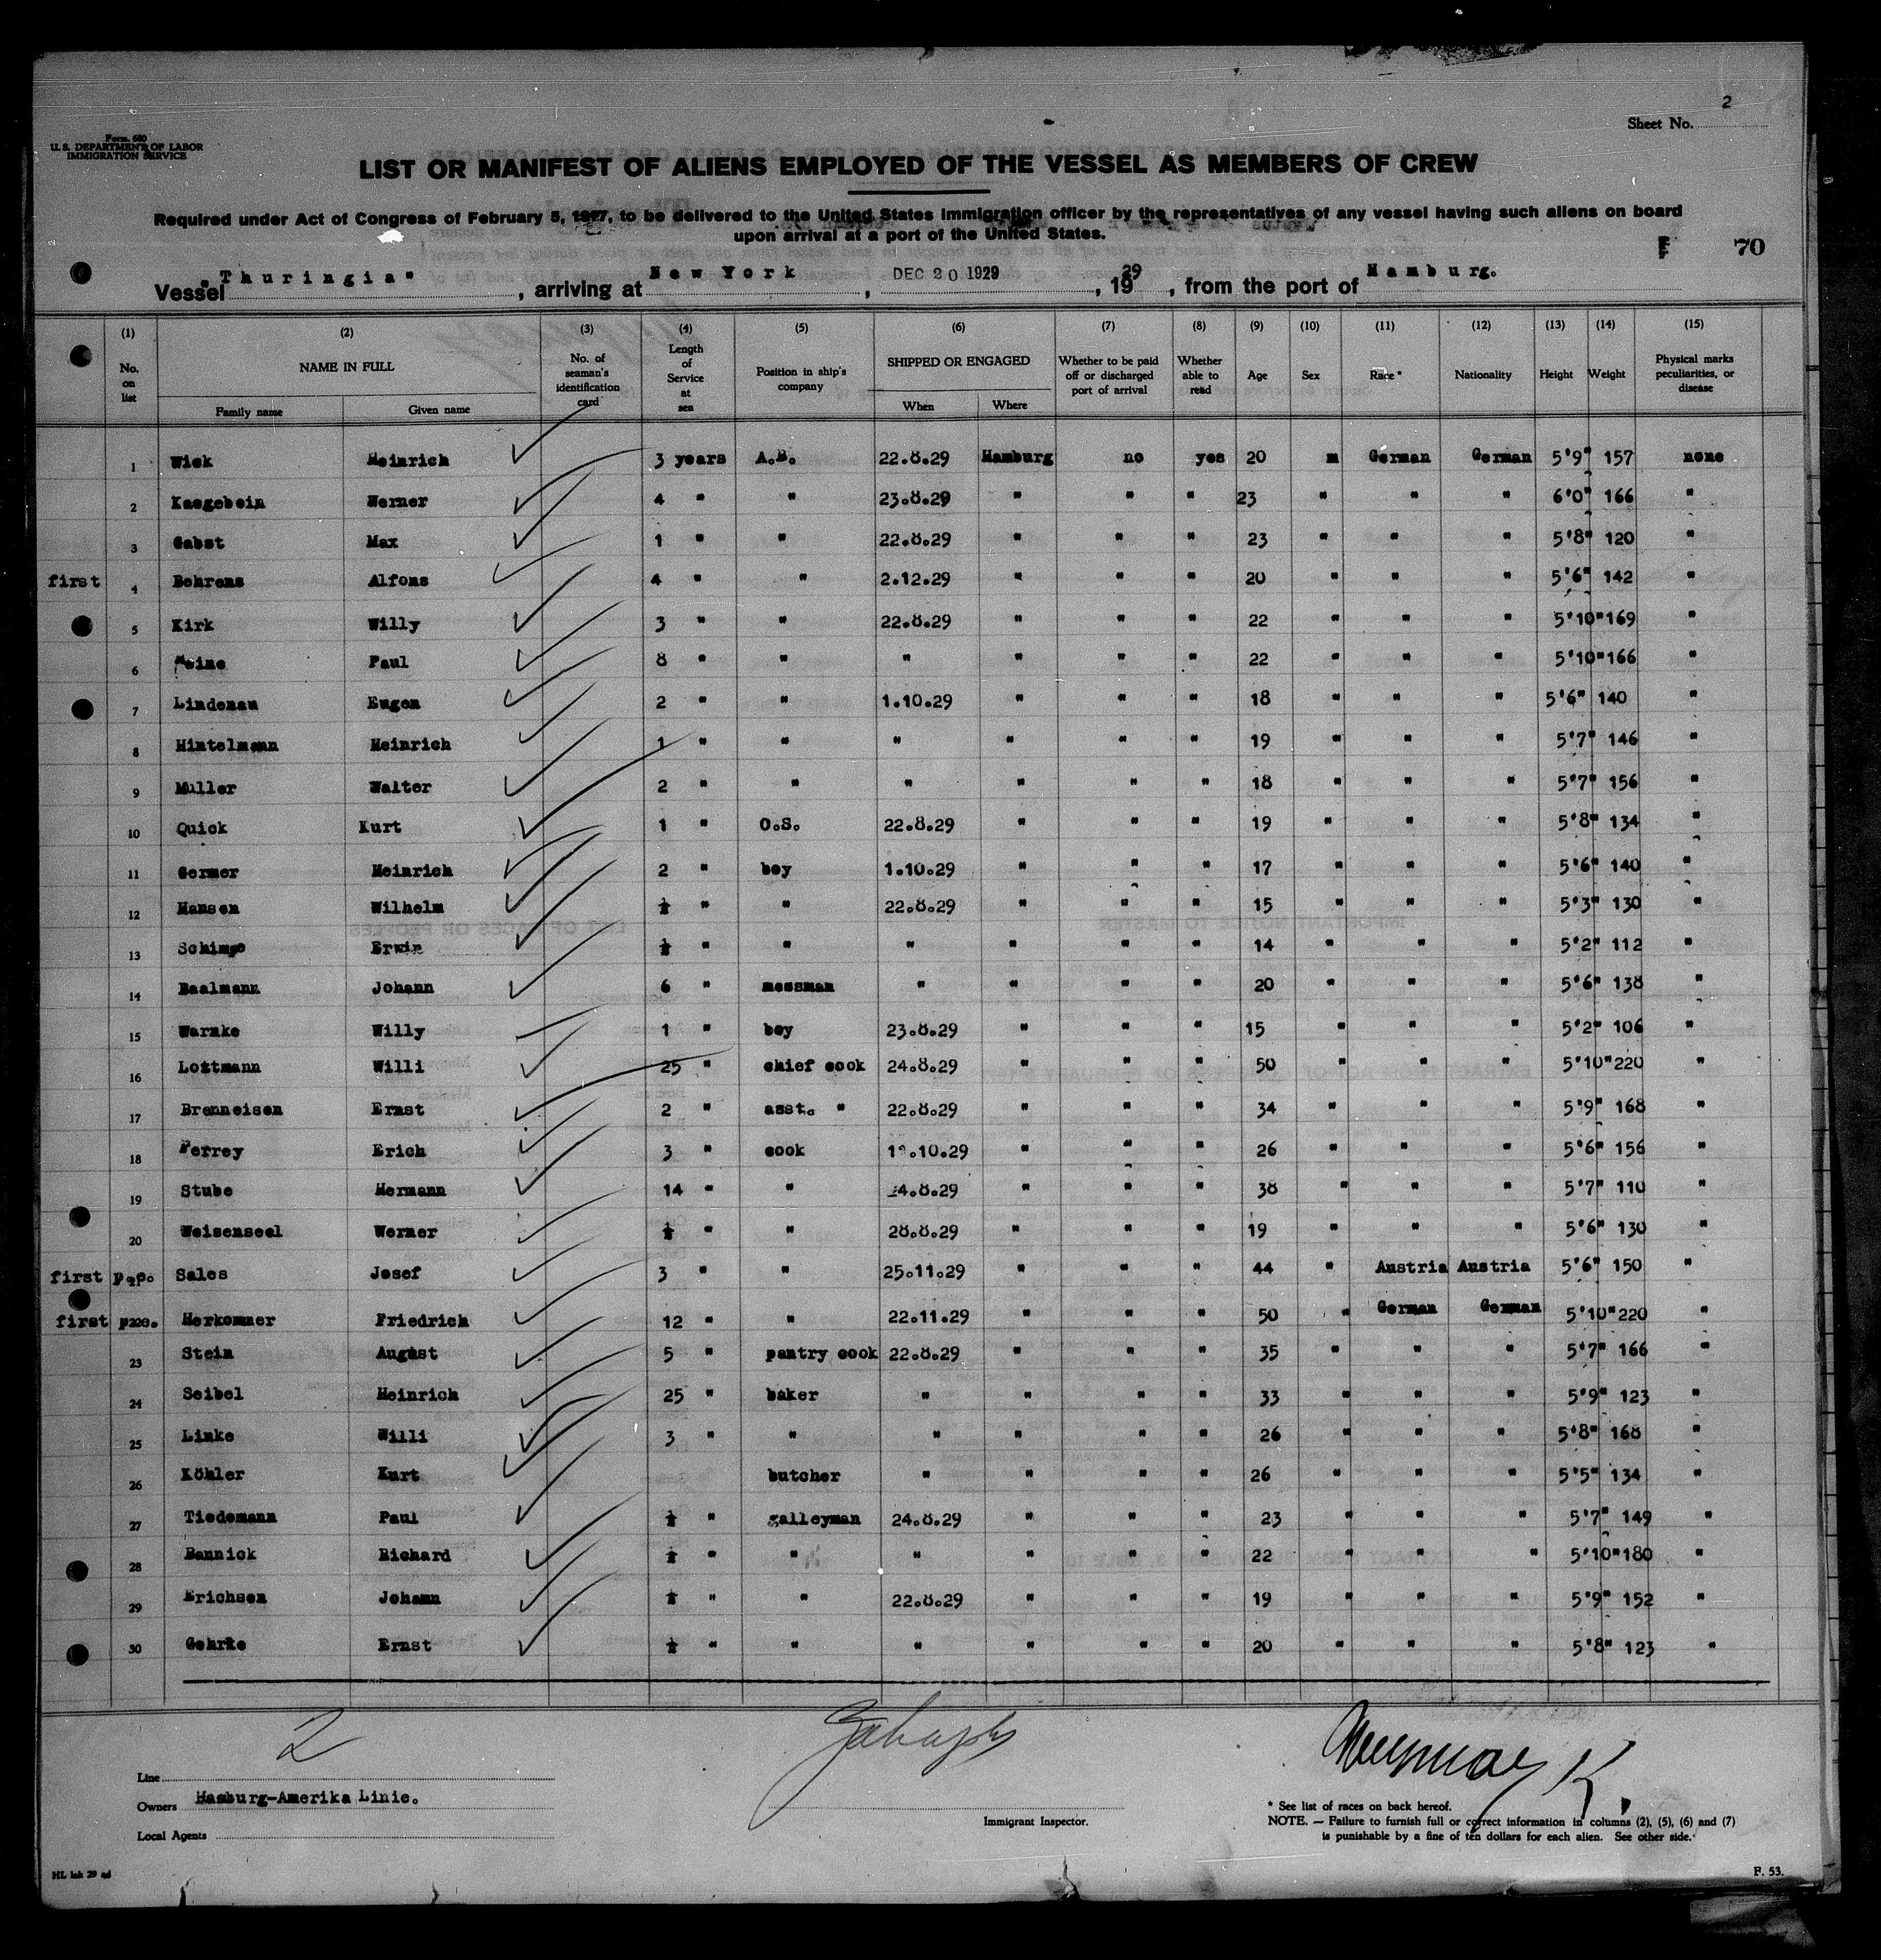 2
Sheet No.
Form 680
U. S. DEPARTMENT OF LABOR
IMMIGRATION SERVICE
LIST OR MANIFEST OF ALIENS EMPLOYED OF THE VESSEL AS MEMBERS OF CREW
Required under Act of Congress of February 5, 1917, to be delivered to the United States Immigration officer by the representatives of any vessel having such aliens on board
upon arrival at a port of the United States.
F 70
Vessel "Thuringia", arriving at New York, DEC 20 1929, 1929, from the port of Hamburg.
(1) (2) (3) (4) (5) (6) (7) (8) (9) (10) (11) (12) (13) (14) (15)
No. on list NAME IN FULL No. of seaman's identification card Length of Service at sea Position in ship's company SHIPPED OR ENGAGED Whether to be paid off or discharged port of arrival Whether able to read Age Sex Race* Nationality Height Weight Physical marks peculiarities, or disease
Family name Given name When Where
1 Wiek Heinrich 3 years A.B. 22.8.29 Hamburg no yes 20 m German German 5'9" 157 none
2 Kaegebein Werner 4 " " 23.8.29 " " " 23 " " " 6'0" 166 "
3 Gabst Max 1 " " 22.8.29 " " " 23 " " " 5'8" 120 "
first 4 Behrens Alfons 4 " " 2.12.29 " " " 20 " " " 5'6" 142 "
5 Kirk Willy 3 " " 22.8.29 " " " 22 " " " 5'10" 169 "
6 Heine Paul 8 " " " " " " 22 " " " 5'10" 166 "
7 Lindenau Eugen 2 " " 1.10.29 " " " 18 " " " 5'6" 140 "
8 Hintelmann Heinrich 1 " " " " " " 19 " " " 5'7" 146 "
9 Muller Walter 2 " " " " " " 18 " " " 5'7" 156 "
10 Quick Kurt 1 " O.S. 22.8.29 " " " 19 " " " 5'8" 134 "
11 Germer Heinrich 2 " boy 1.10.29 " " " 17 " " " 5'6" 140 "
12 Hansen Wilhelm ½ " " 22.8.29 " " " 15 " " " 5'3" 130 "
13 Schimpe Erwin ½ " " " " " " 14 " " " 5'2" 112 "
14 Baalmann Johann 6 " messman " " " " 20 " " " 5'6" 138 "
15 Warnke Willy 1 " boy 23.8.29 " " " 15 " " " 5'2" 106 "
16 Lottmann Willi 25 " chief cook 24.8.29 " " " 50 " " " 5'10" 220 "
17 Brenneisen Ernst 2 " asst. " 22.8.29 " " " 34 " " " 5'9" 168 "
18 Perrey Erich 3 " cook .10.29 " " " 26 " " " 5'6" 156 "
19 Stube Hermann 14 " " 24.8.29 " " " 38 " " " 5'7" 110 "
20 Weisenseel Werner ½ " " 28.8.29 " " " 19 " " " 5'6" 130 "
first p.c. Sales Josef 3 " " 25.11.29 " " " 44 " Austria Austria 5'6" 150 "
first Herkommer Friedrich 12 " " 22.11.29 " " " 50 " German German 5'10" 220 "
23 Stein August 5 " pantry cook 22.8.29 " " " 35 " " " 5'7" 166 "
24 Seibel Heinrich 25 " baker " " " " 33 " " " 5'9" 123 "
25 Linke Willi 3 " " " " " " 26 " " " 5'8" 168 "
26 Köhler Kurt butcher " " " " 26 " " " 5'5" 134 "
27 Tiedemann Paul ½ " galleyman 24.8.29 " " " 23 " " " 5'7" 149 "
28 Bannick Richard ½ " " " " " " 22 " " " 5'10" 180 "
29 Erichsen Johann ½ " " 22.8.29 " " " 19 " " " 5'9" 152 "
30 Gehrke Ernst ½ " " " " " " 20 " " " 5'8" 123 "
2
Line
Owners Hamburg-Amerika Linie.
Local Agents
Immigrant Inspector.
* See list of races on back hereof.
NOTE. — Failure to furnish full or correct information in columns (2), (5), (6) and (7)
is punishable by a fine of ten dollars for each alien. See other side.
F. 53.